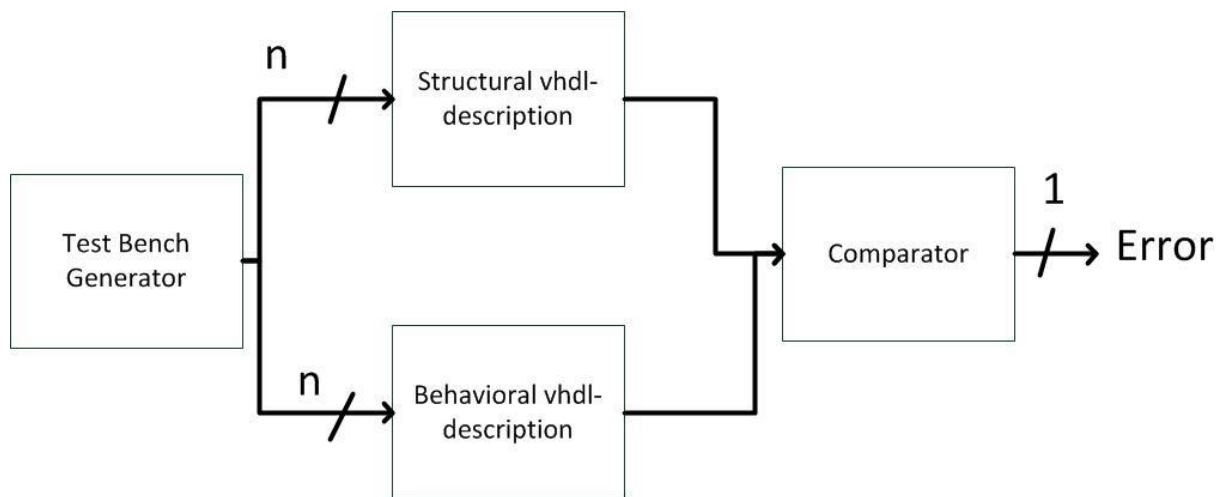 n
Structural vhdl-
description
Test Bench
Generator
1
Comparator
Error
n
Behavioral vhdl-
description